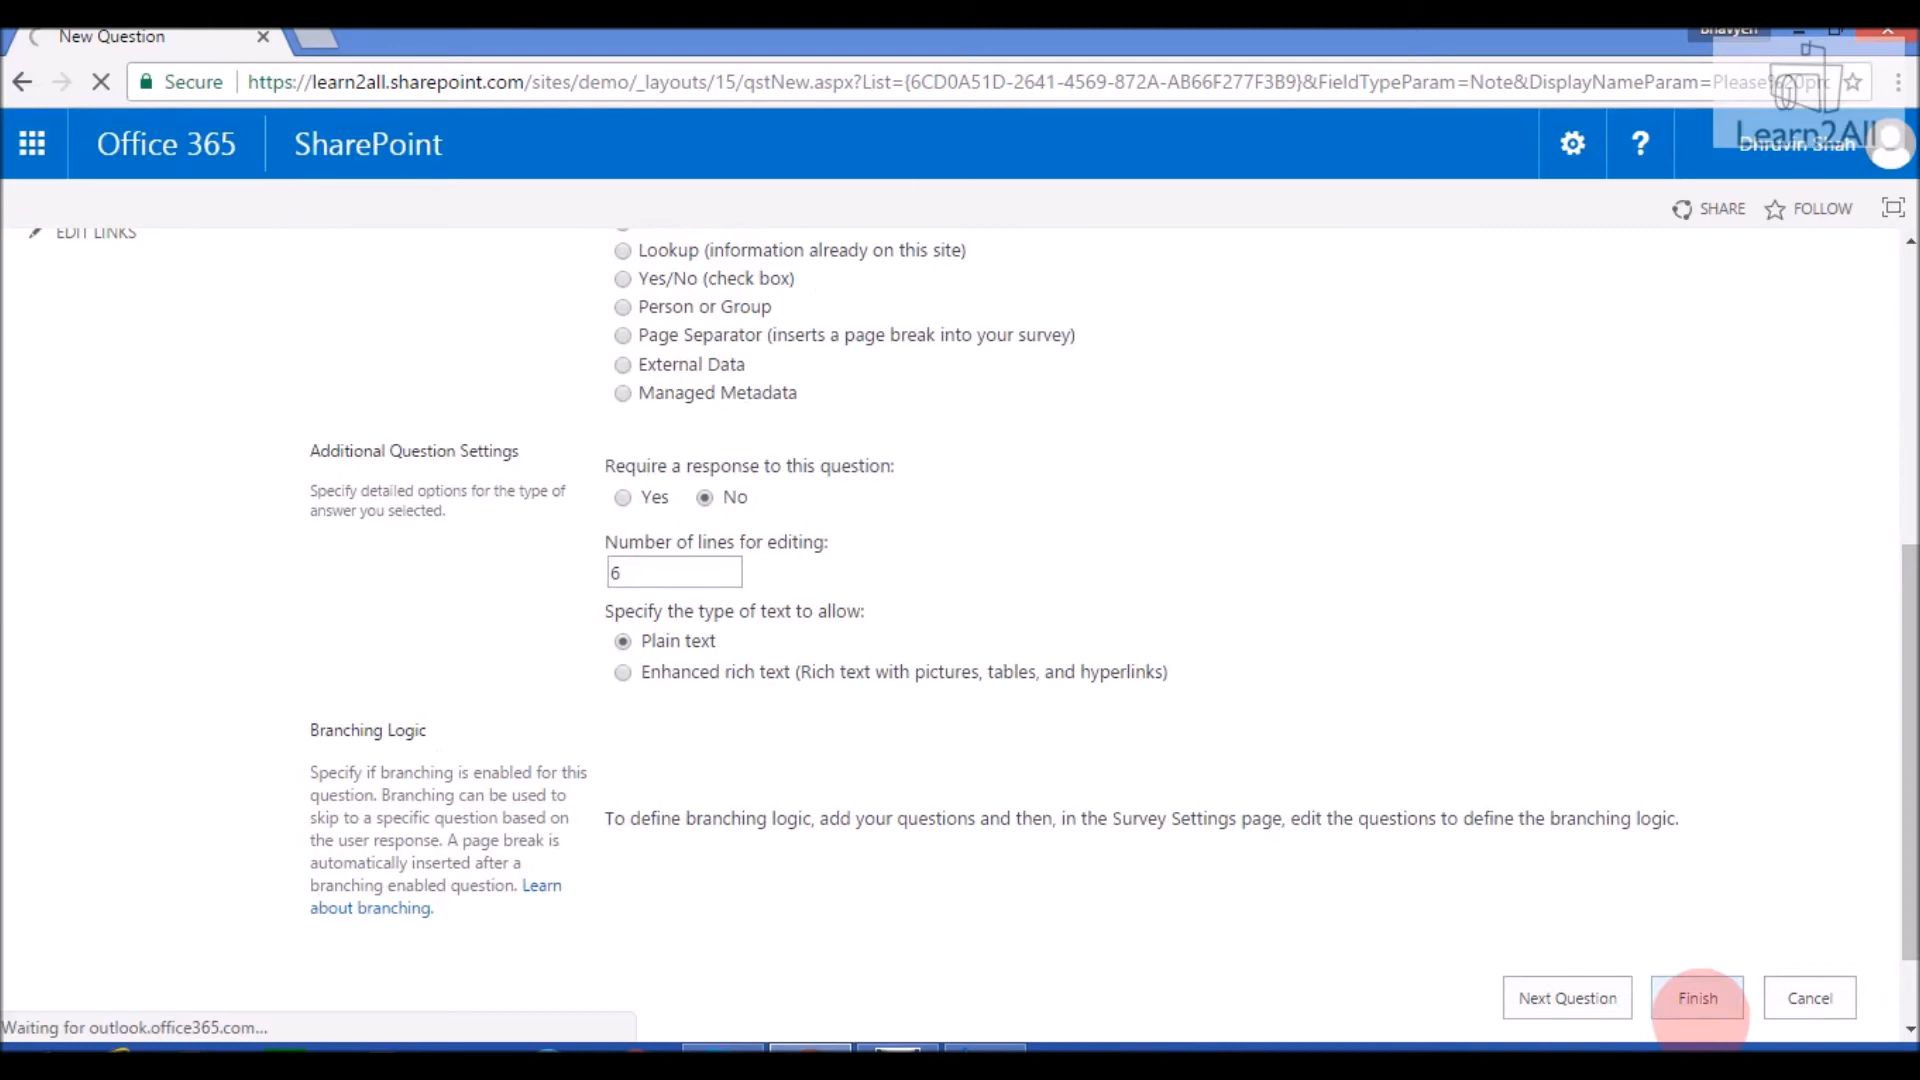 New Question
Bhavyen
Secure https://learn2all.sharepoint.com/sites/demo/_layouts/15/qstNew.aspx?List={6CD0A51D-2641-4569-872A-AB66F277F3B9}&FieldTypeParam=Note&DisplayNameParam=Please%20pro
Office 365 SharePoint ? Dhruvin Shah
Learn2All
SHARE FOLLOW
EDIT LINKS
Lookup (information already on this site)
Yes/No (check box)
Person or Group
Page Separator (inserts a page break into your survey)
External Data
Managed Metadata
Additional Question Settings
Specify detailed options for the type of
answer you selected.
Require a response to this question:
Yes No
Number of lines for editing:
6
Specify the type of text to allow:
Plain text
Enhanced rich text (Rich text with pictures, tables, and hyperlinks)
Branching Logic
Specify if branching is enabled for this
question. Branching can be used to
skip to a specific question based on
the user response. A page break is
automatically inserted after a
branching enabled question. Learn
about branching.
To define branching logic, add your questions and then, in the Survey Settings page, edit the questions to define the branching logic.
Next Question Finish Cancel
Waiting for outlook.office365.com...